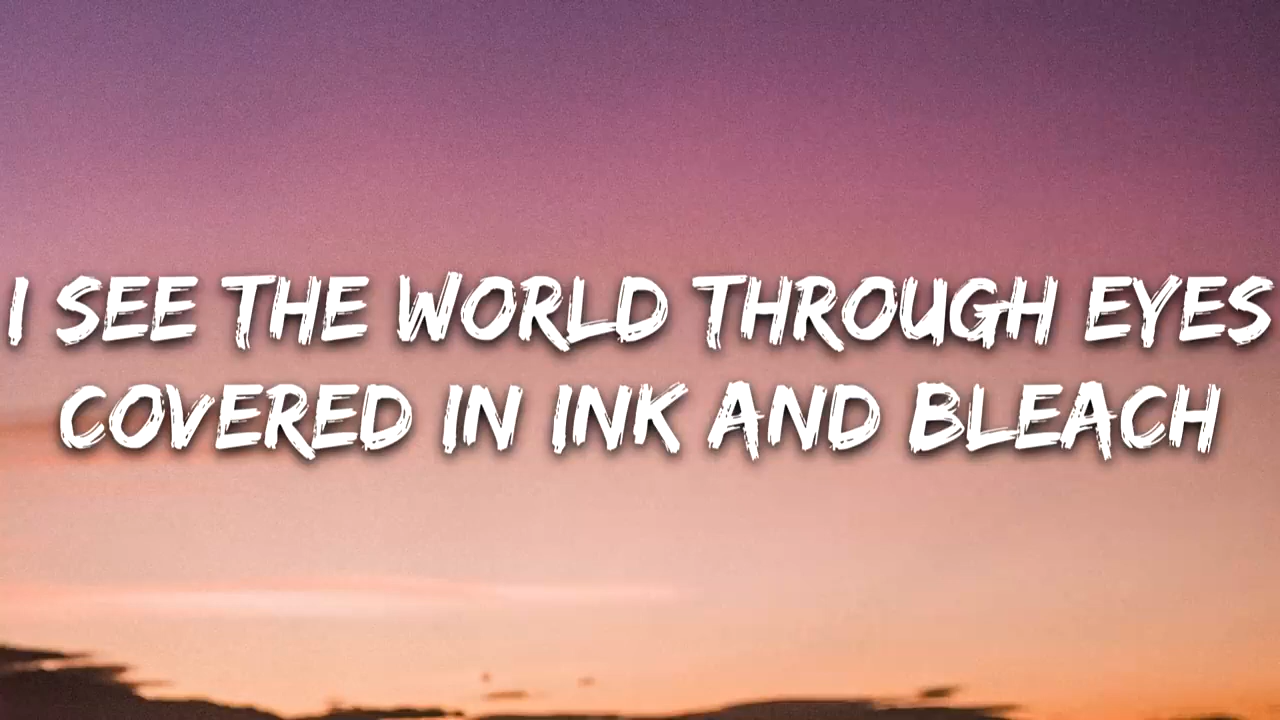 I SEE THE WORLD THROUGH EYES
COVERED IN INK AND BLEACH